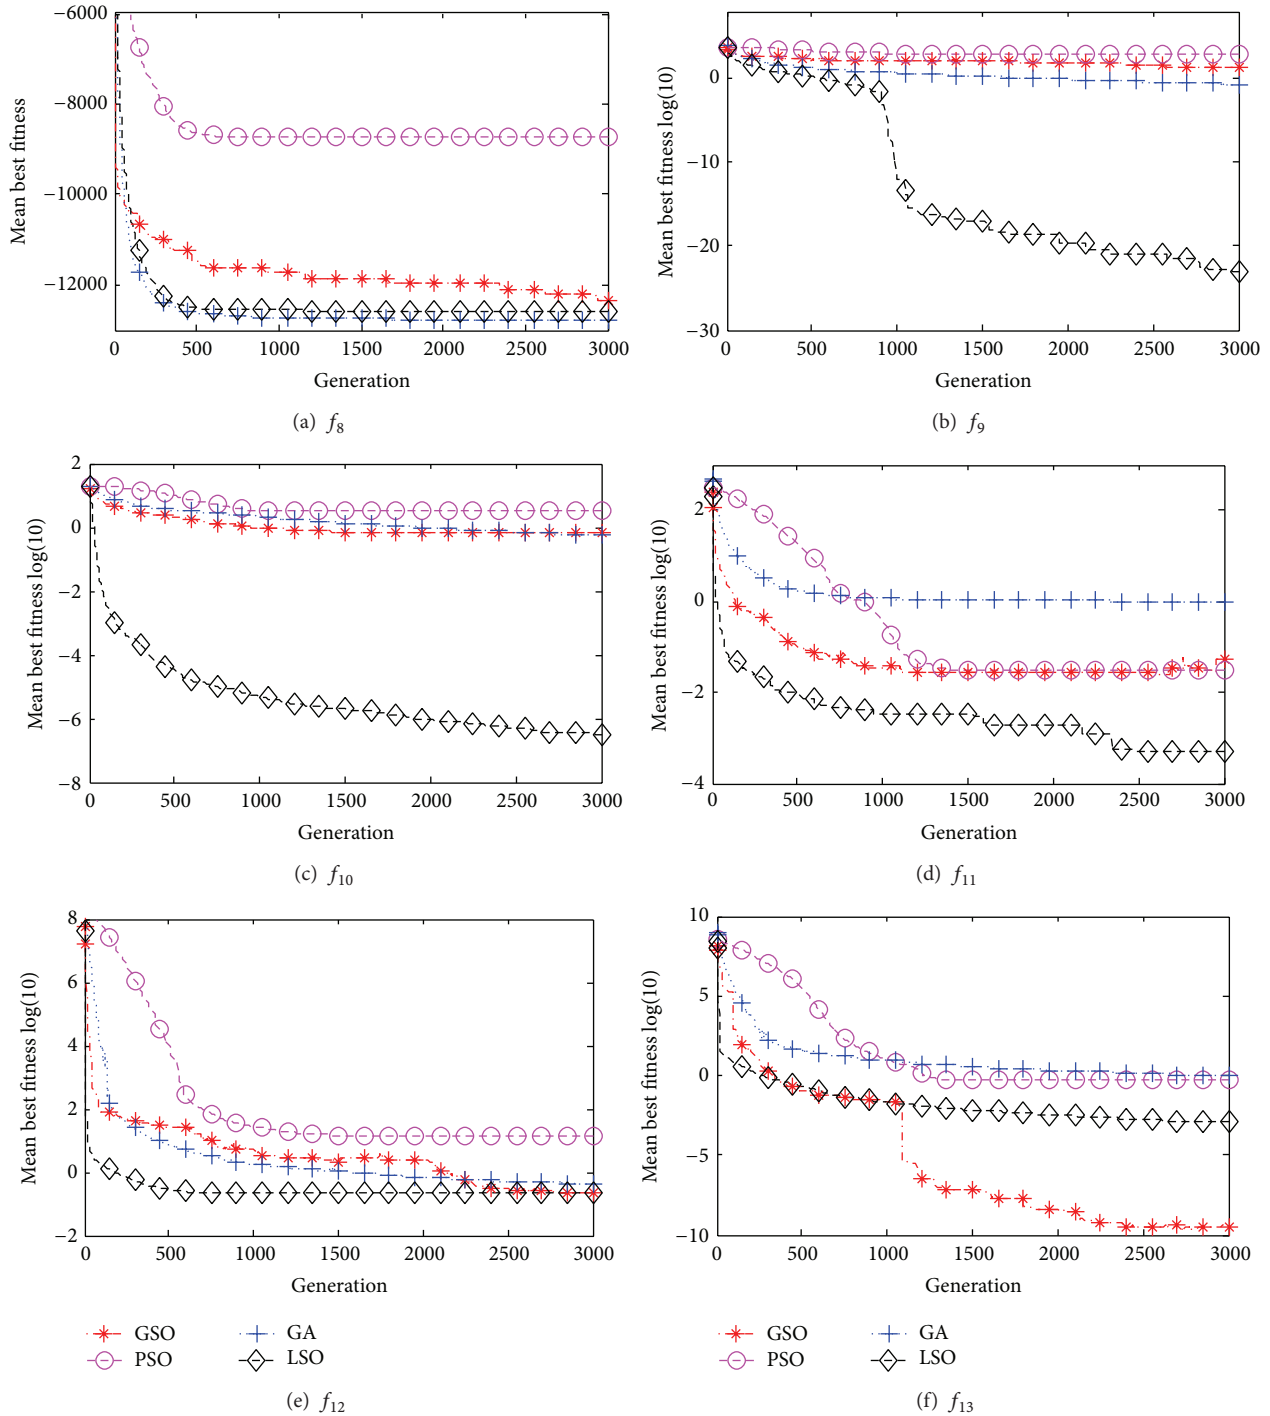 −6000
−8000
−10000
−12000
Mean best fitness
0 500 1000 1500 2000 2500 3000
Generation
(a) f8
0
−10
−20
−30
Mean best fitness log(10)
0 500 1000 1500 2000 2500 3000
Generation
(b) f9
2
0
−2
−4
−6
−8
Mean best fitness log(10)
0 500 1000 1500 2000 2500 3000
Generation
(c) f10
2
0
−2
−4
Mean best fitness log(10)
0 500 1000 1500 2000 2500 3000
Generation
(d) f11
8
6
4
2
0
−2
Mean best fitness log(10)
0 500 1000 1500 2000 2500 3000
Generation
GSO GA
PSO LSO
(e) f12
10
5
0
−5
−10
Mean best fitness log(10)
0 500 1000 1500 2000 2500 3000
Generation
GSO GA
PSO LSO
(f) f13